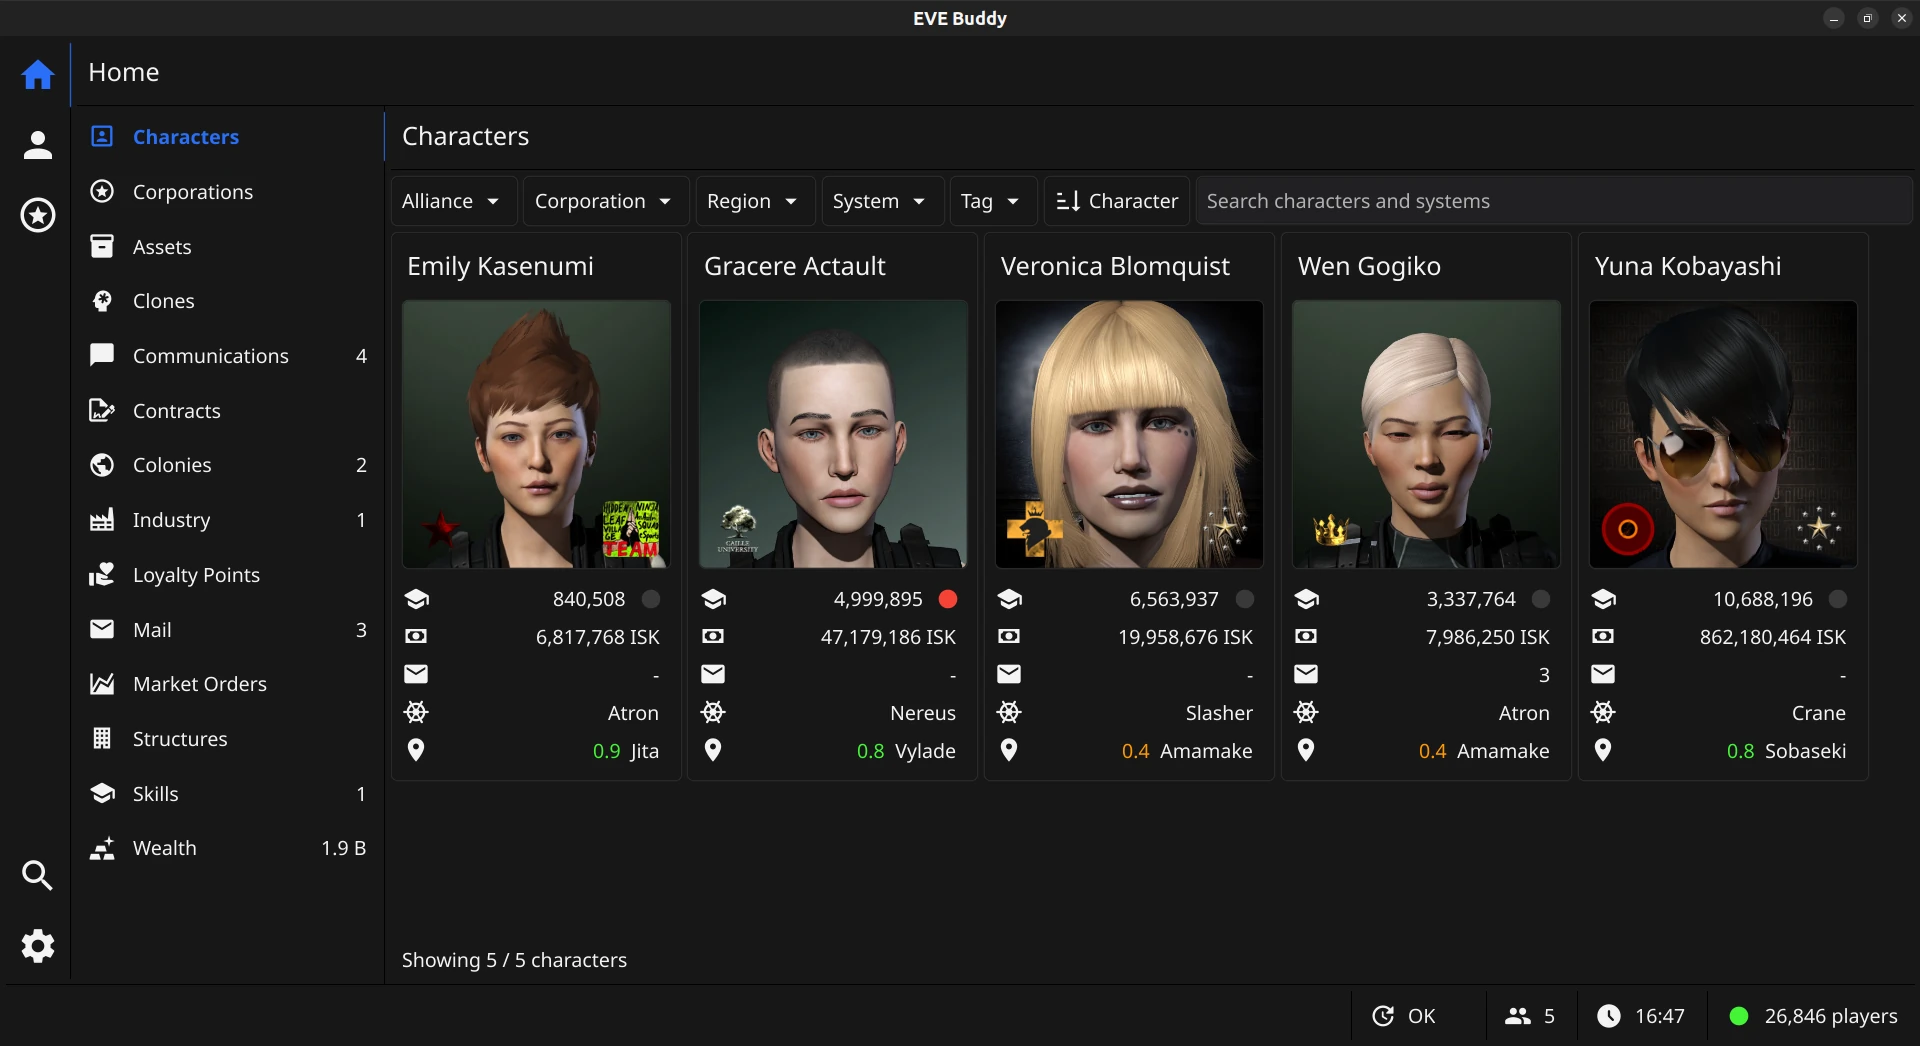 EVE Buddy
Home
Characters
Corporations
Assets
Clones
Communications 4
Contracts
Colonies 2
Industry 1
Loyalty Points
Mail 3
Market Orders
Structures
Skills 1
Wealth 1.9 B
Characters
Alliance Corporation Region System Tag Character Search characters and systems
Emily Kasenumi
TEAM
840,508
6,817,768 ISK
-
Atron
0.9 Jita
Gracere Actault
CAILLE
UNIVERSITY
4,999,895
47,179,186 ISK
-
Nereus
0.8 Vylade
Veronica Blomquist
6,563,937
19,958,676 ISK
-
Slasher
0.4 Amamake
Wen Gogiko
3,337,764
7,986,250 ISK
3
Atron
0.4 Amamake
Yuna Kobayashi
10,688,196
862,180,464 ISK
-
Crane
0.8 Sobaseki
Showing 5 / 5 characters
OK 5 16:47 26,846 players